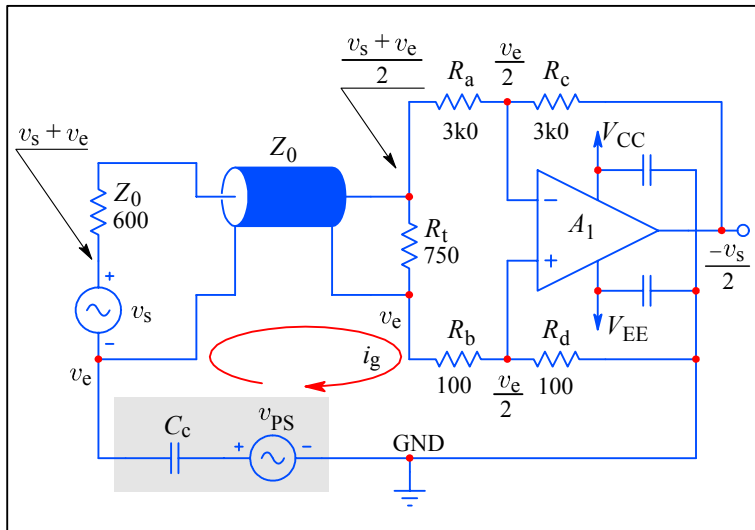 vs + ve
2
ve
2
Ra
Rc
3k0
3k0
VCC
vs + ve
Z0
Z0
600
Rt
750
−
A1
+
−vs
2
+
vs
−
VEE
ve
ve
Rb
Rd
ig
100
ve
2
100
Cc
vPS
+
−
GND